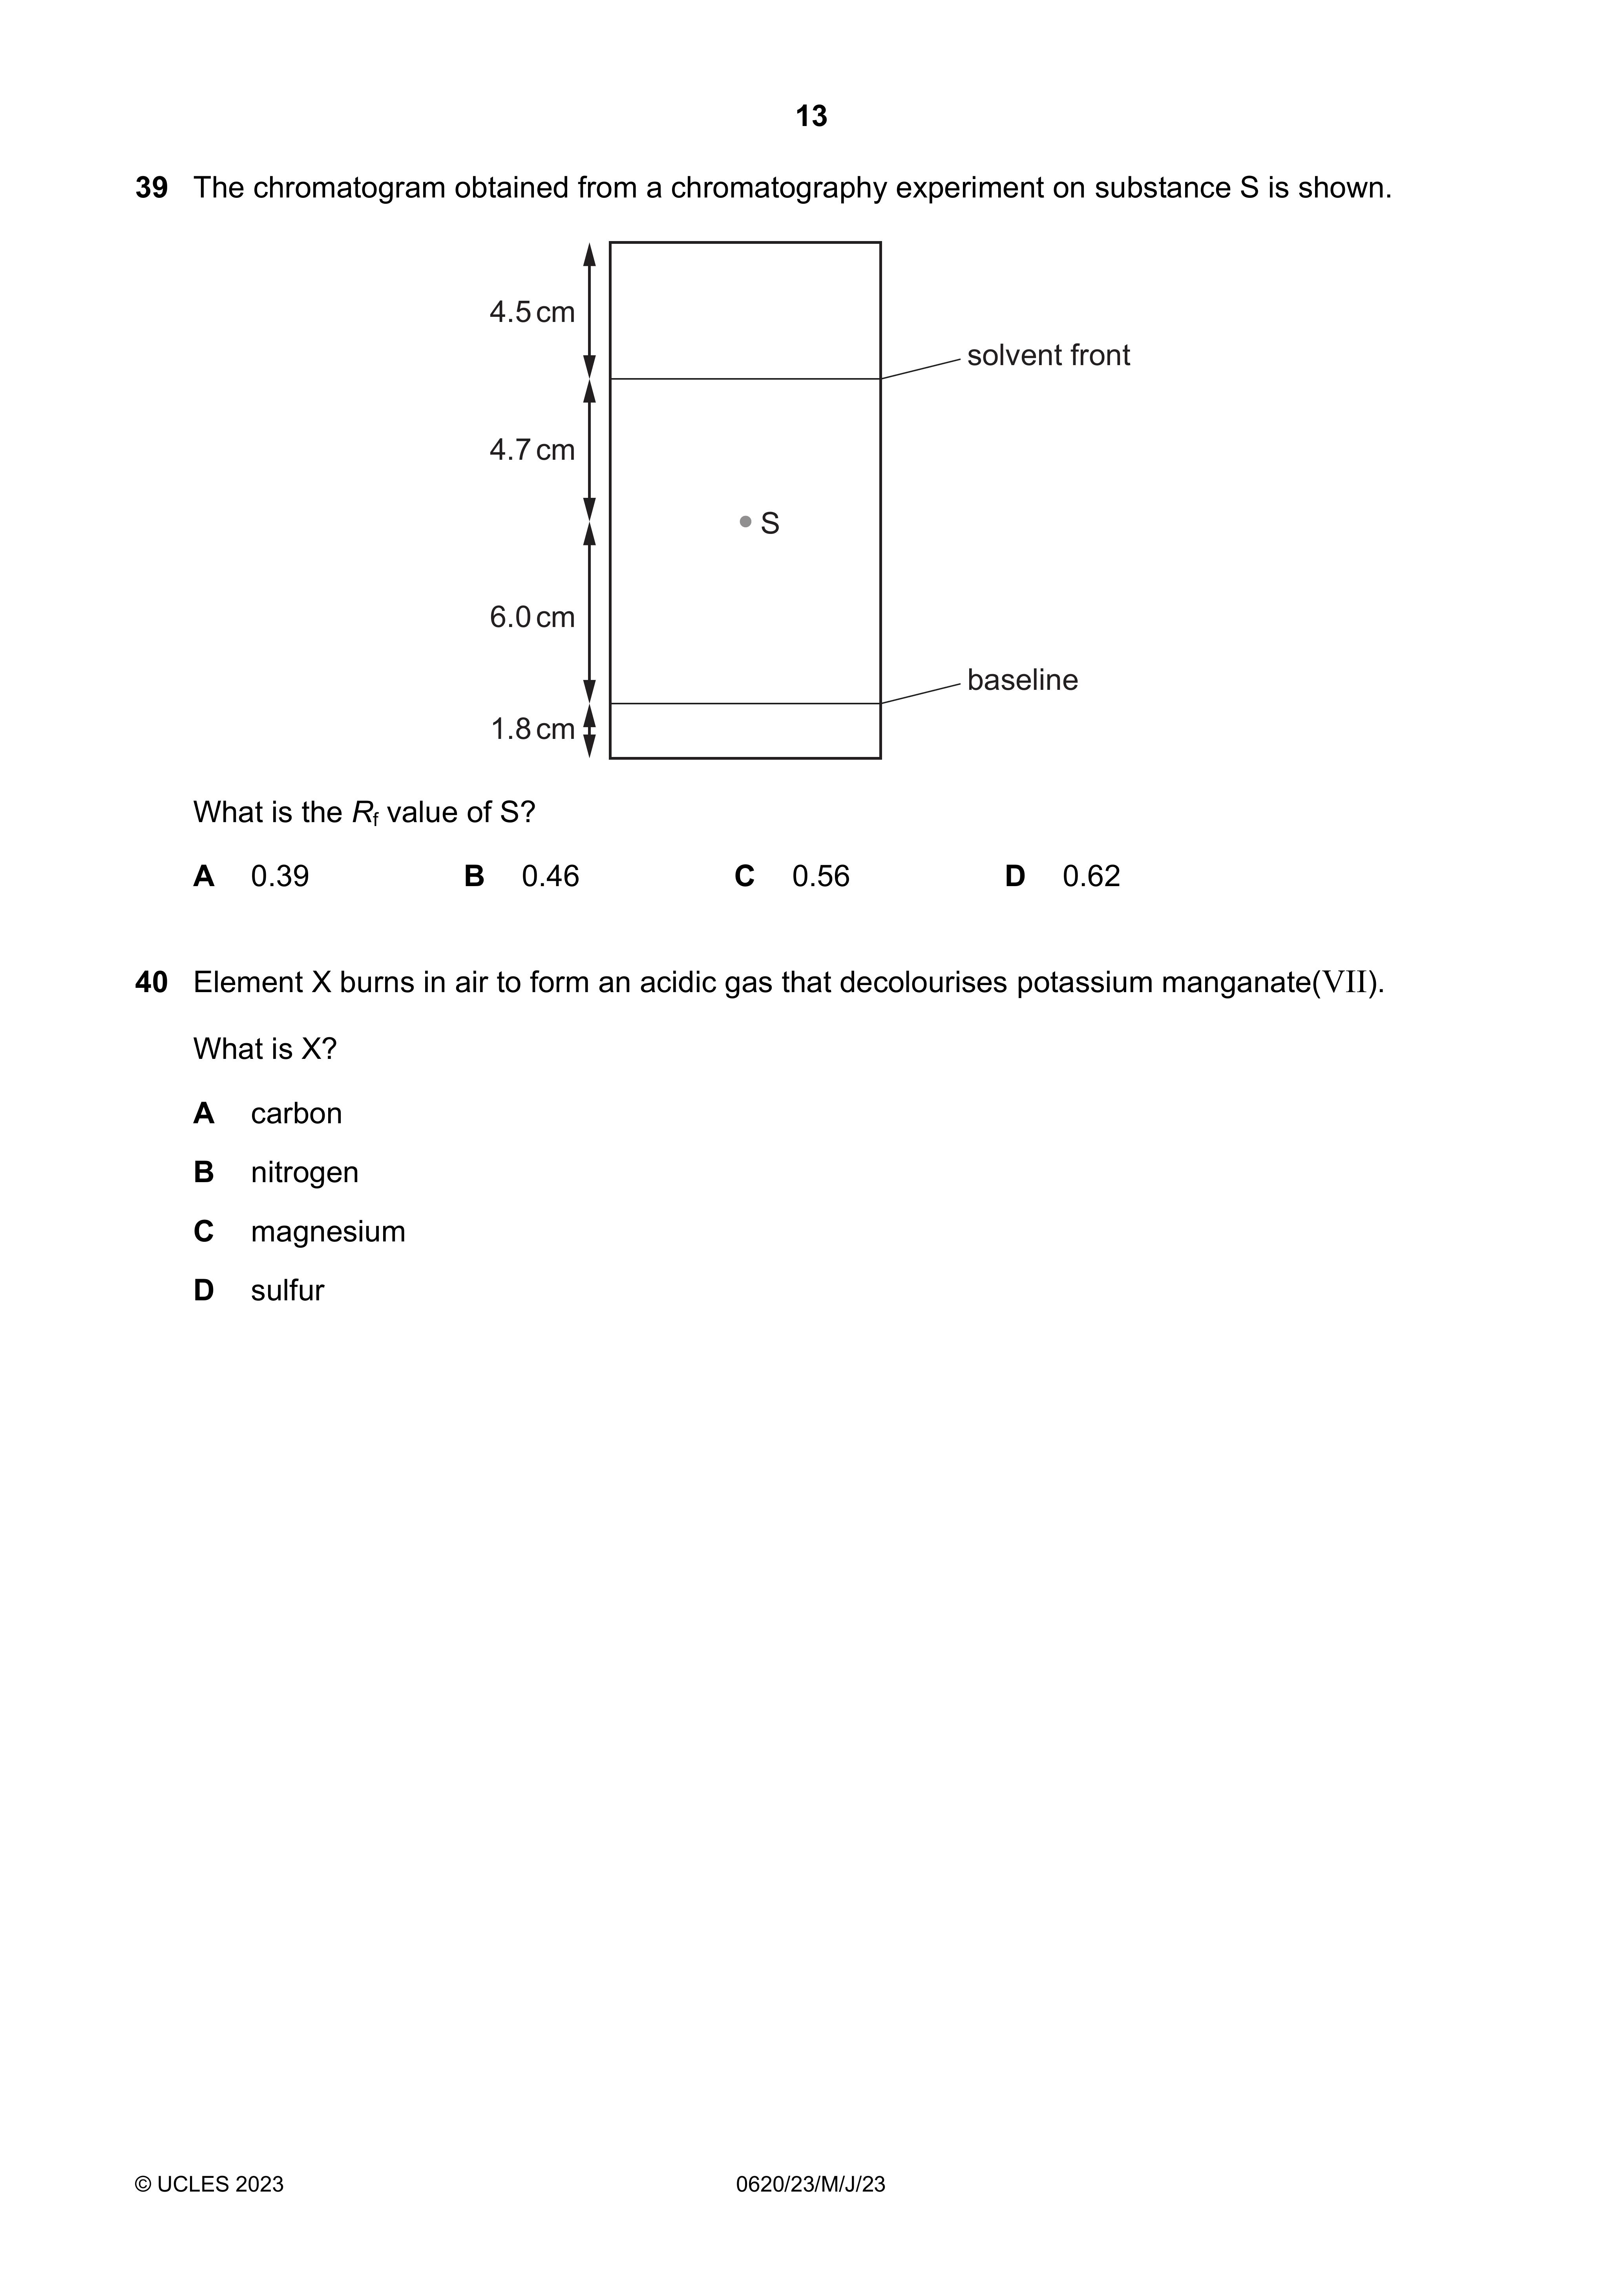 13
39 The chromatogram obtained from a chromatography experiment on substance S is shown.
4.5 cm
solvent front
4.7 cm
S
6.0 cm
baseline
1.8 cm
What is the Rf value of S?
A 0.39 B 0.46 C 0.56 D 0.62
40 Element X burns in air to form an acidic gas that decolourises potassium manganate(VII).
What is X?
A carbon
B nitrogen
C magnesium
D sulfur
© UCLES 2023 0620/23/M/J/23